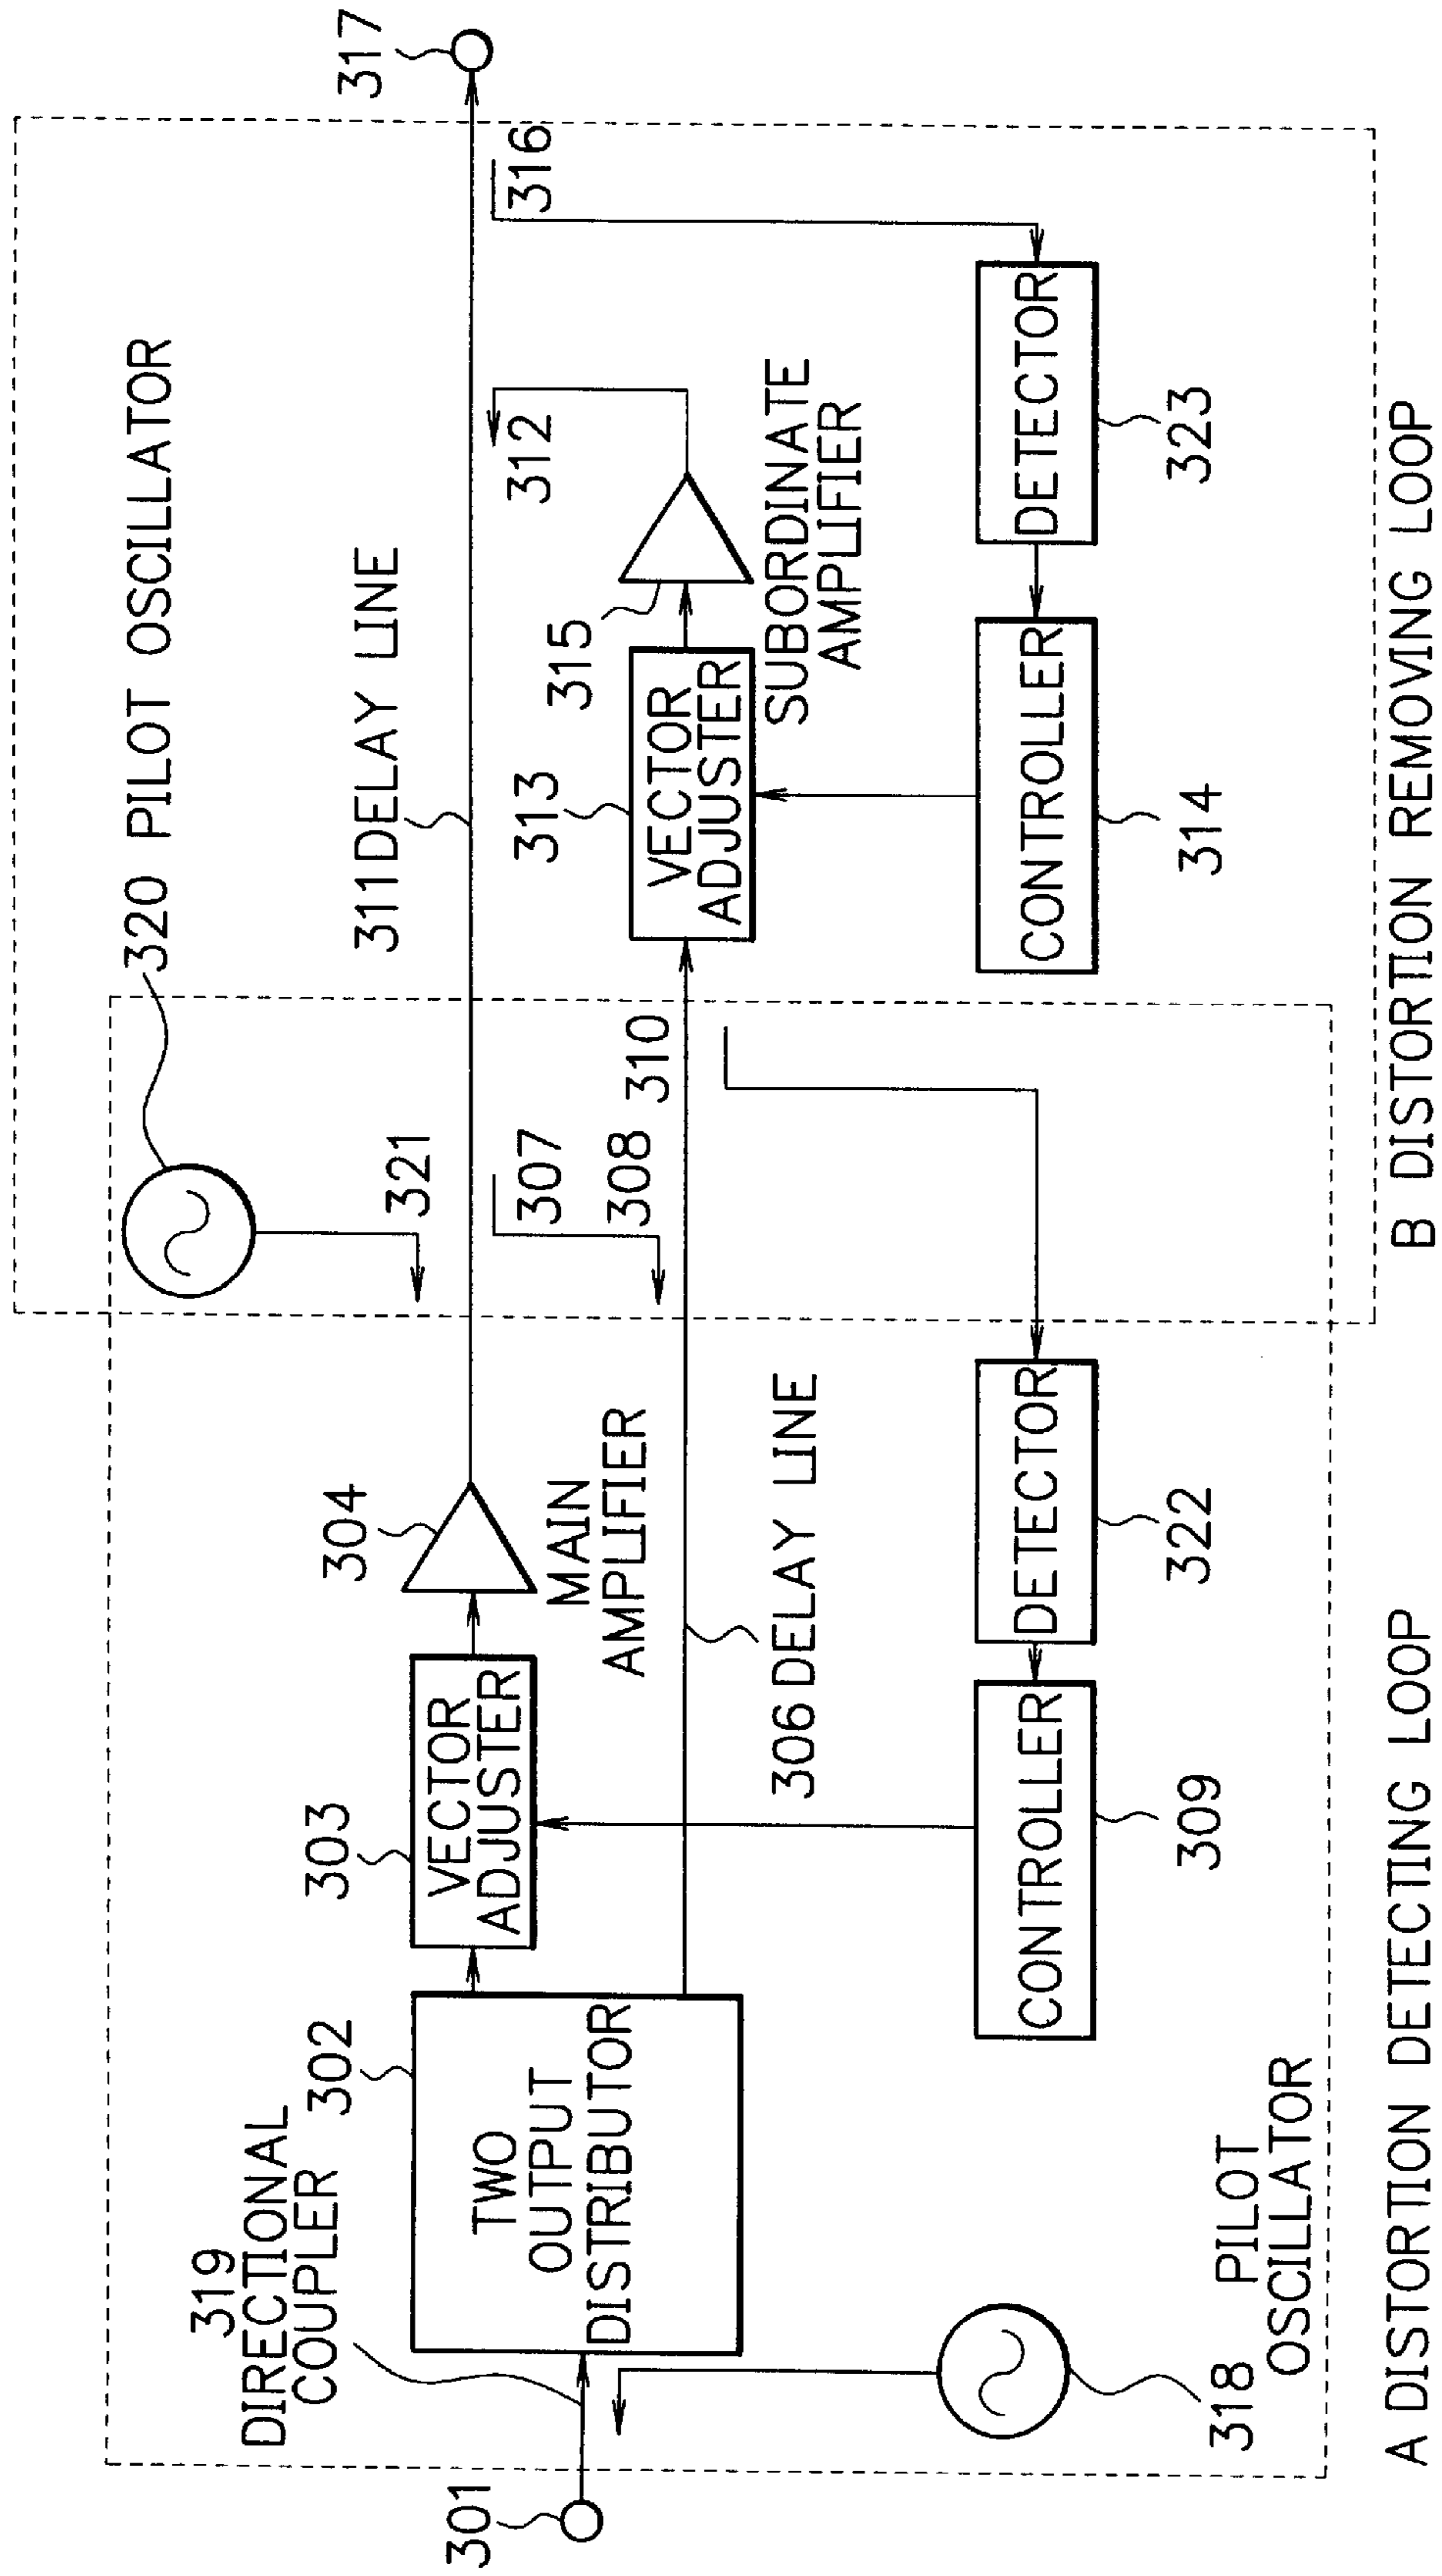 320 PILOT OSCILLATOR
317
321
311 DELAY LINE
316
304
303
302
319
DIRECTIONAL
COUPLER
301
TWO
OUTPUT
DISTRIBUTOR
VECTOR
ADJUSTER
MAIN
AMPLIFIER
307
308
310
312
313
VECTOR
ADJUSTER
315
SUBORDINATE
AMPLIFIER
306 DELAY LINE
318
PILOT
OSCILLATOR
CONTROLLER
309
DETECTOR
322
CONTROLLER
314
DETECTOR
323
A DISTORTION DETECTING LOOP
B DISTORTION REMOVING LOOP